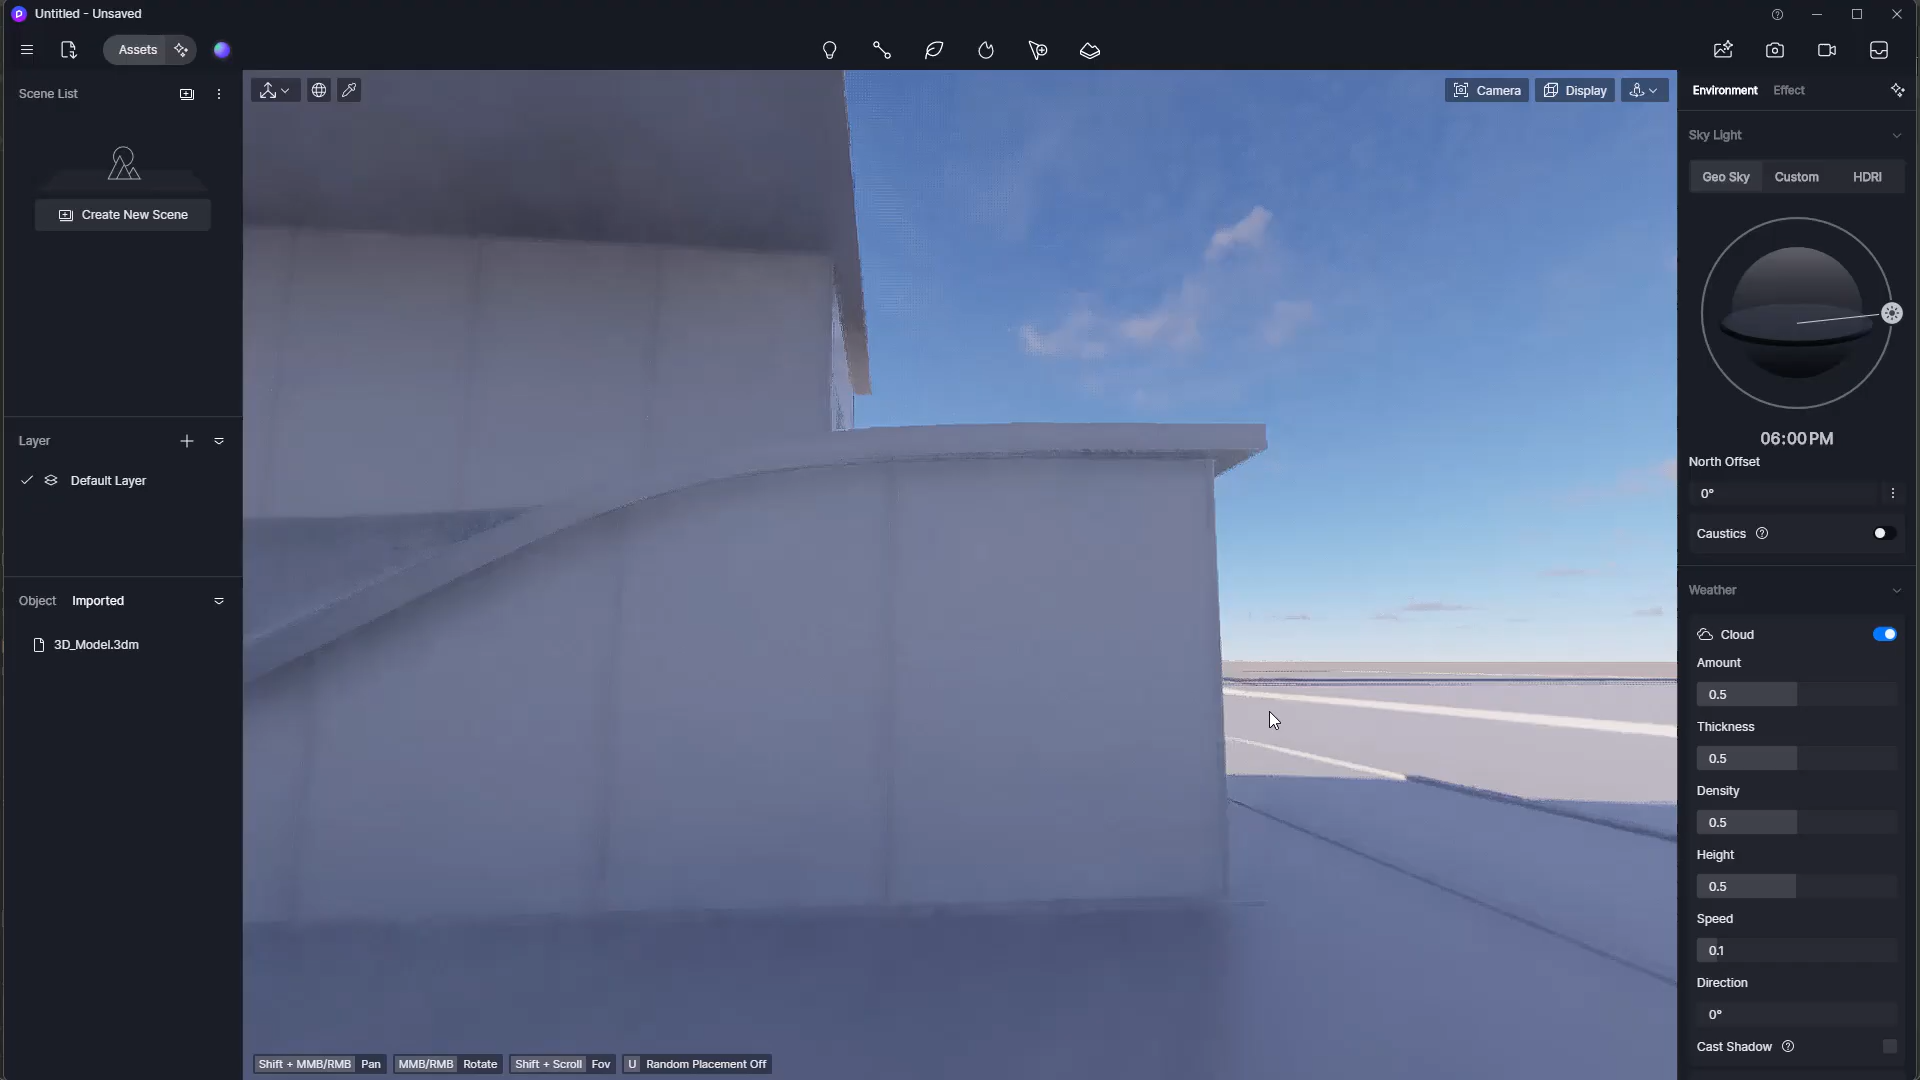 Untitled - Unsaved
Assets
Scene List
Camera
Display
Environment
Effect
Sky Light
Geo Sky
Custom
HDRI
Create New Scene
06:00 PM
North Offset
0°
Layer
Default Layer
Caustics
Weather
Object
Imported
Cloud
3D_Model.3dm
Amount
0.5
Thickness
0.5
Density
0.5
Height
0.5
Speed
0.1
Direction
0°
Cast Shadow
Shift + MMB/RMB Pan
MMB/RMB Rotate
Shift + Scroll Fov
U Random Placement Off